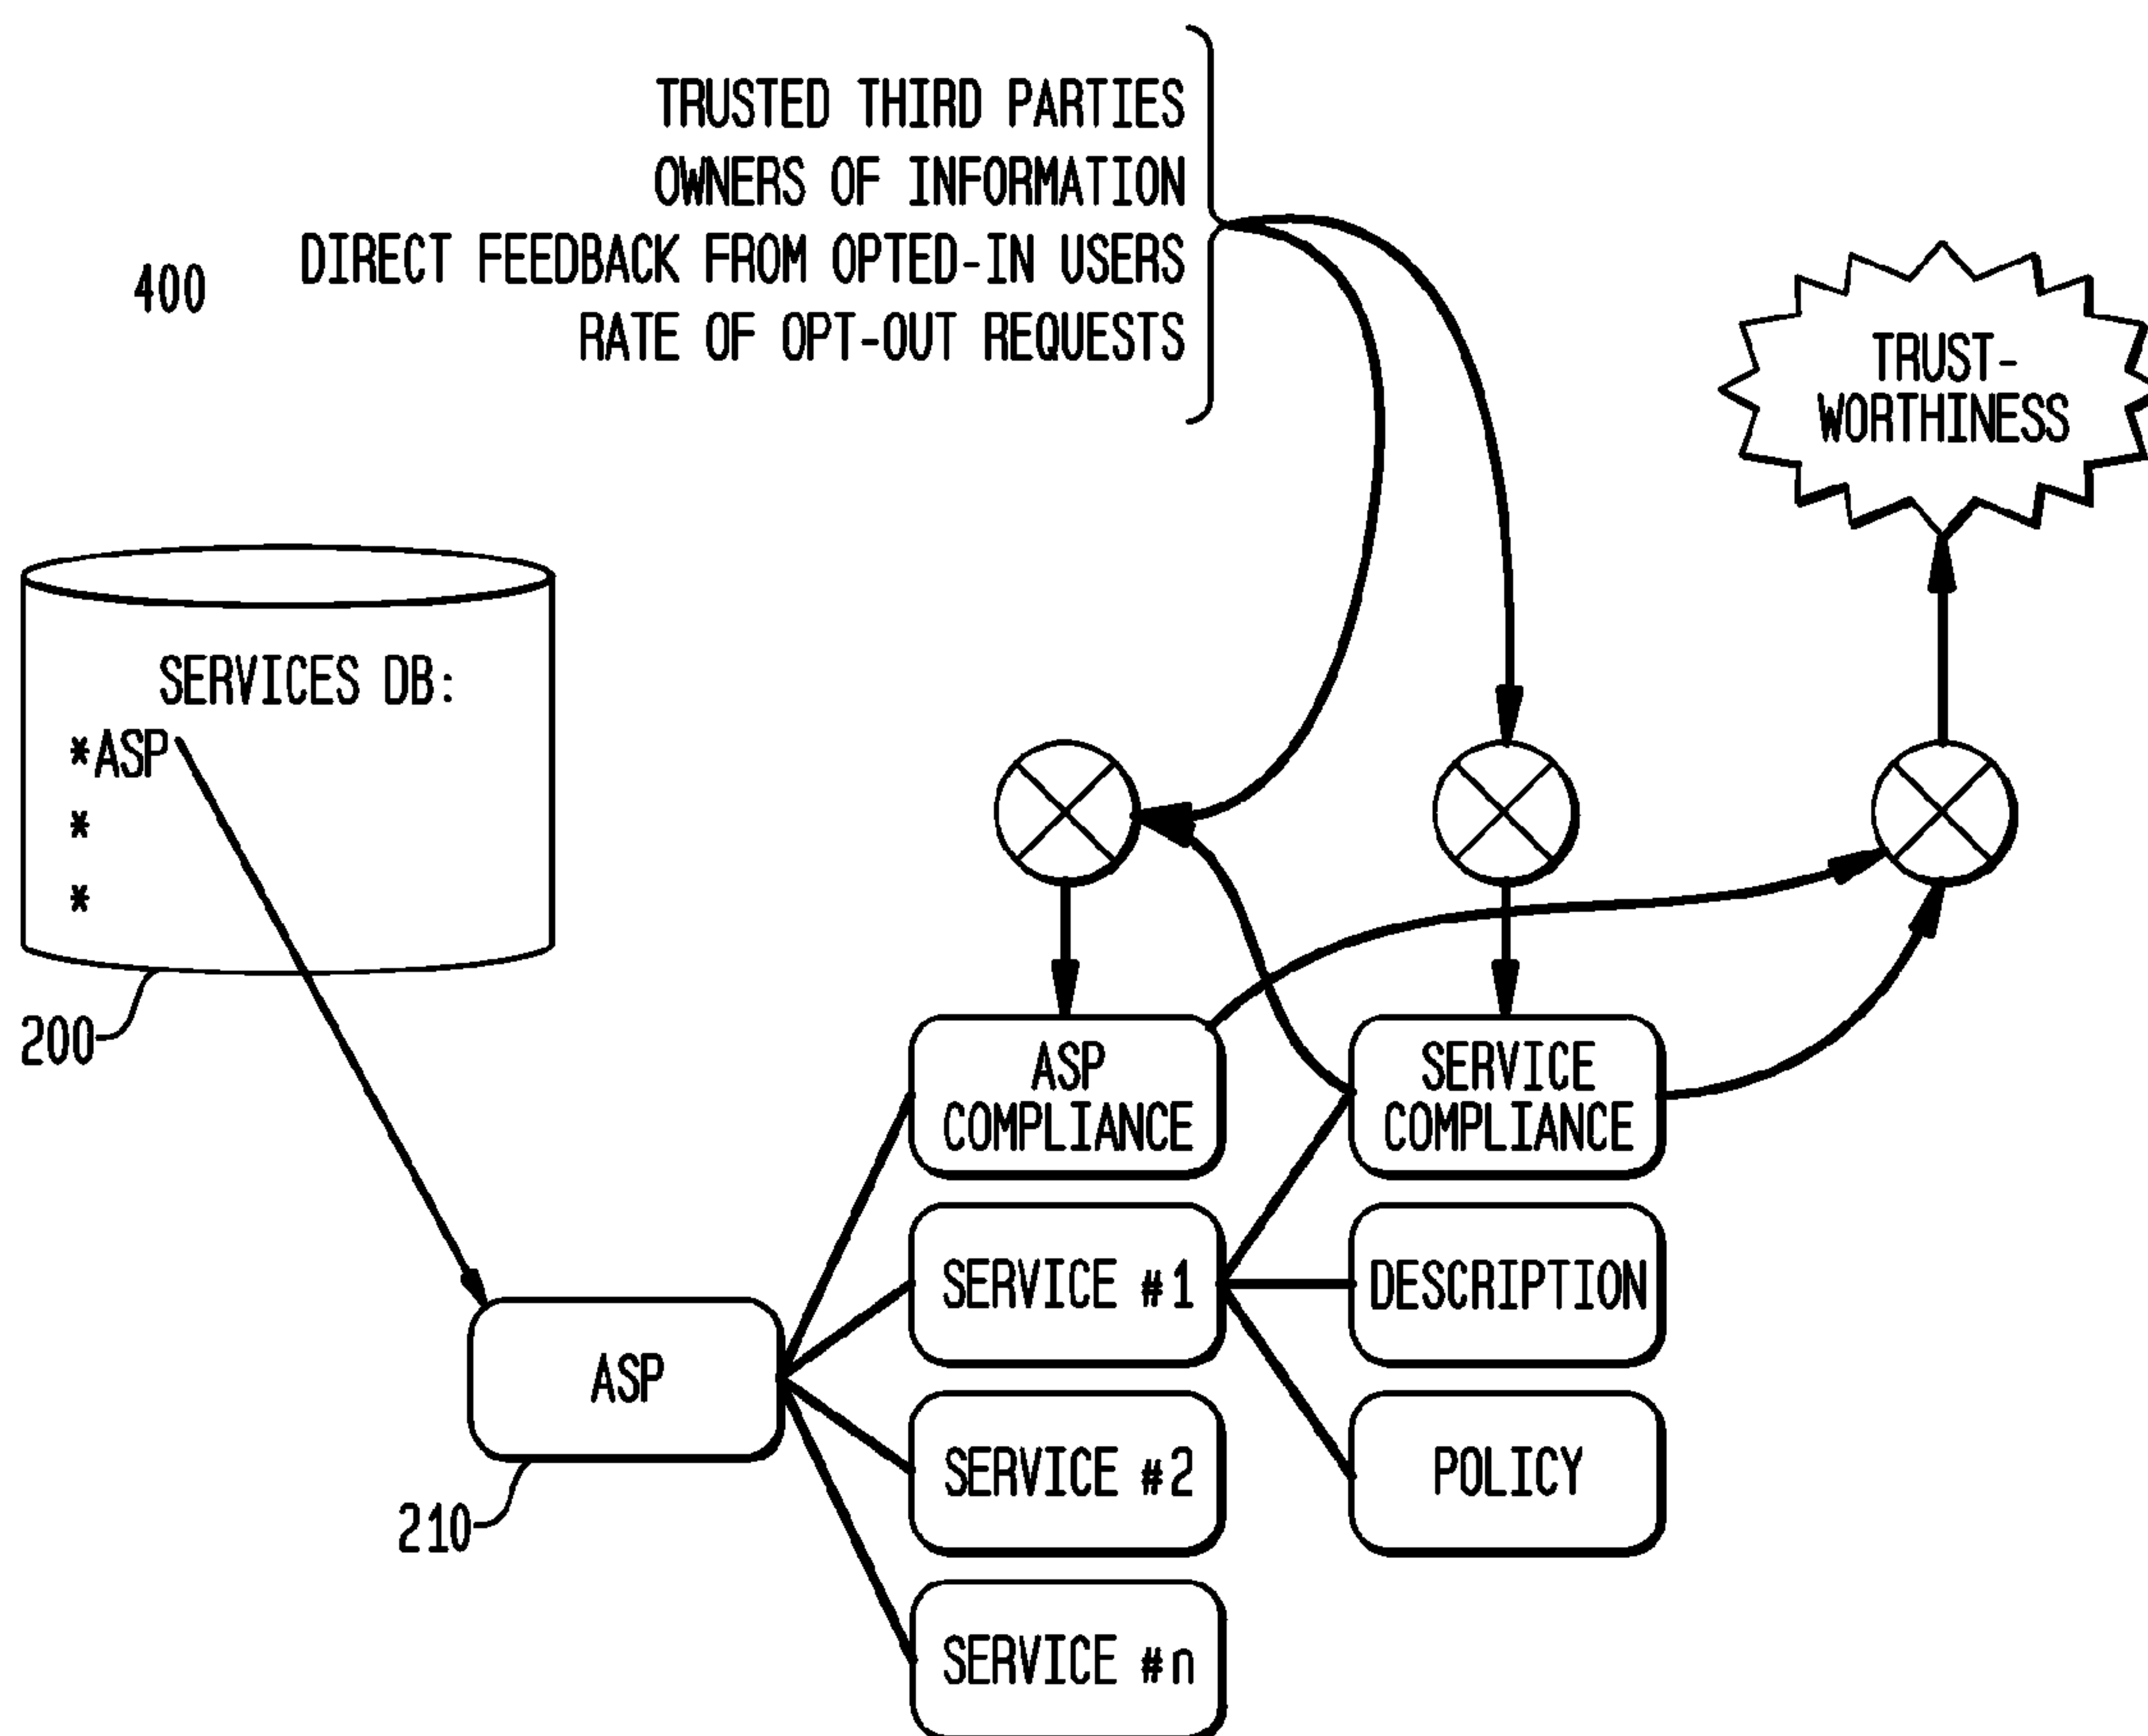 TRUSTED THIRD PARTIES
OWNERS OF INFORMATION
DIRECT FEEDBACK FROM OPTED-IN USERS
RATE OF OPT-OUT REQUESTS
400
TRUST-
WORTHINESS
SERVICES DB:
*ASP
*
*
200
ASP
COMPLIANCE
SERVICE
COMPLIANCE
SERVICE #1
DESCRIPTION
ASP
210
SERVICE #2
POLICY
SERVICE #n